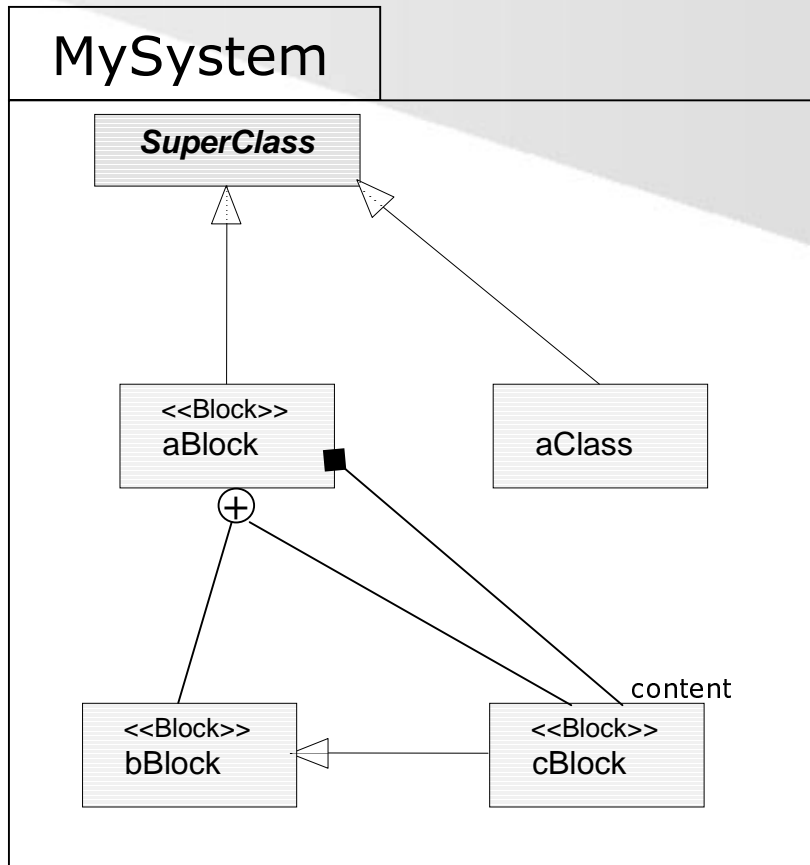 MySystem
SuperClass
<<Block>>
aBlock
aClass
content
<<Block>>
bBlock
<<Block>>
cBlock